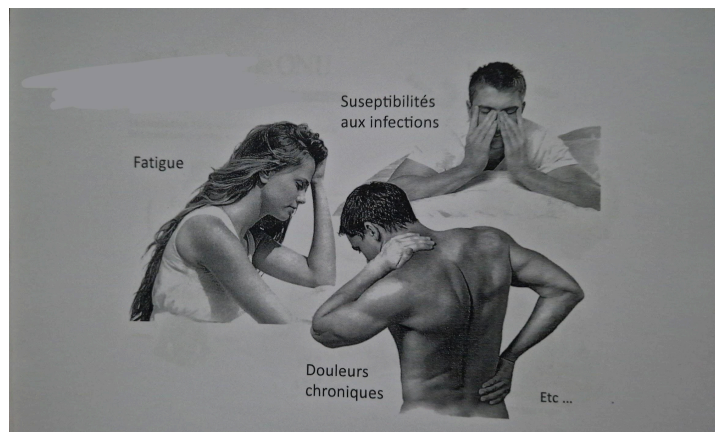 Suseptibilités
aux infections
Fatigue
Douleurs
chroniques
Etc ...